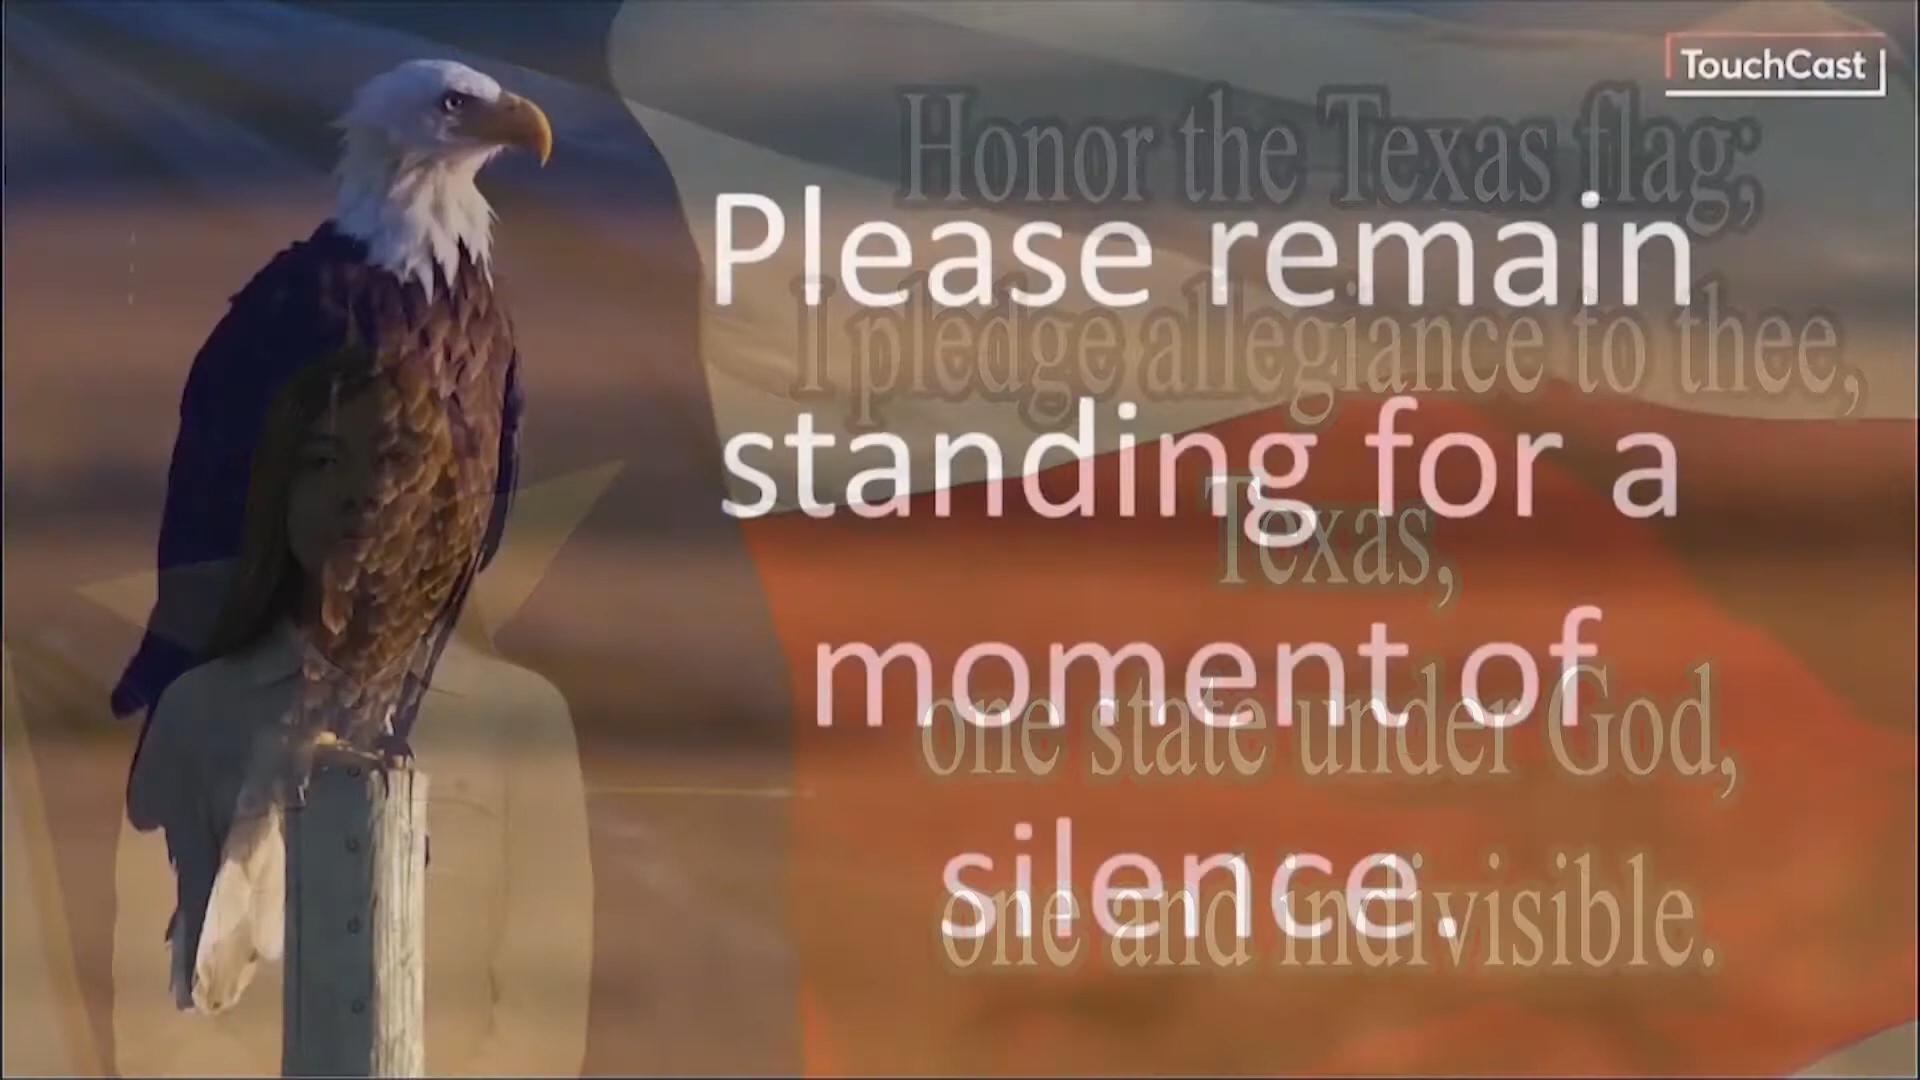 TouchCast
Honor the Texas flag;
Please remain
I pledge allegiance to thee,
standing for a
Texas,
moment of
one state under God,
silence.
one and indivisible.